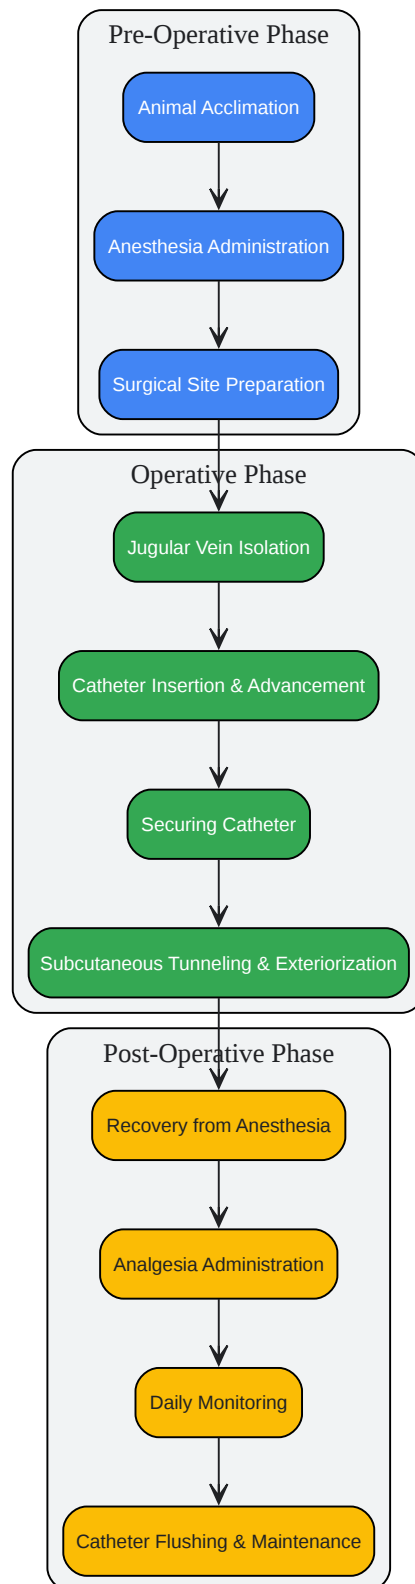 Pre-Operative Phase
Animal Acclimation
Anesthesia Administration
Surgical Site Preparation
Operative Phase
Jugular Vein Isolation
Catheter Insertion & Advancement
Securing Catheter
Subcutaneous Tunneling & Exteriorization
Post-Operative Phase
Recovery from Anesthesia
Analgesia Administration
Daily Monitoring
Catheter Flushing & Maintenance